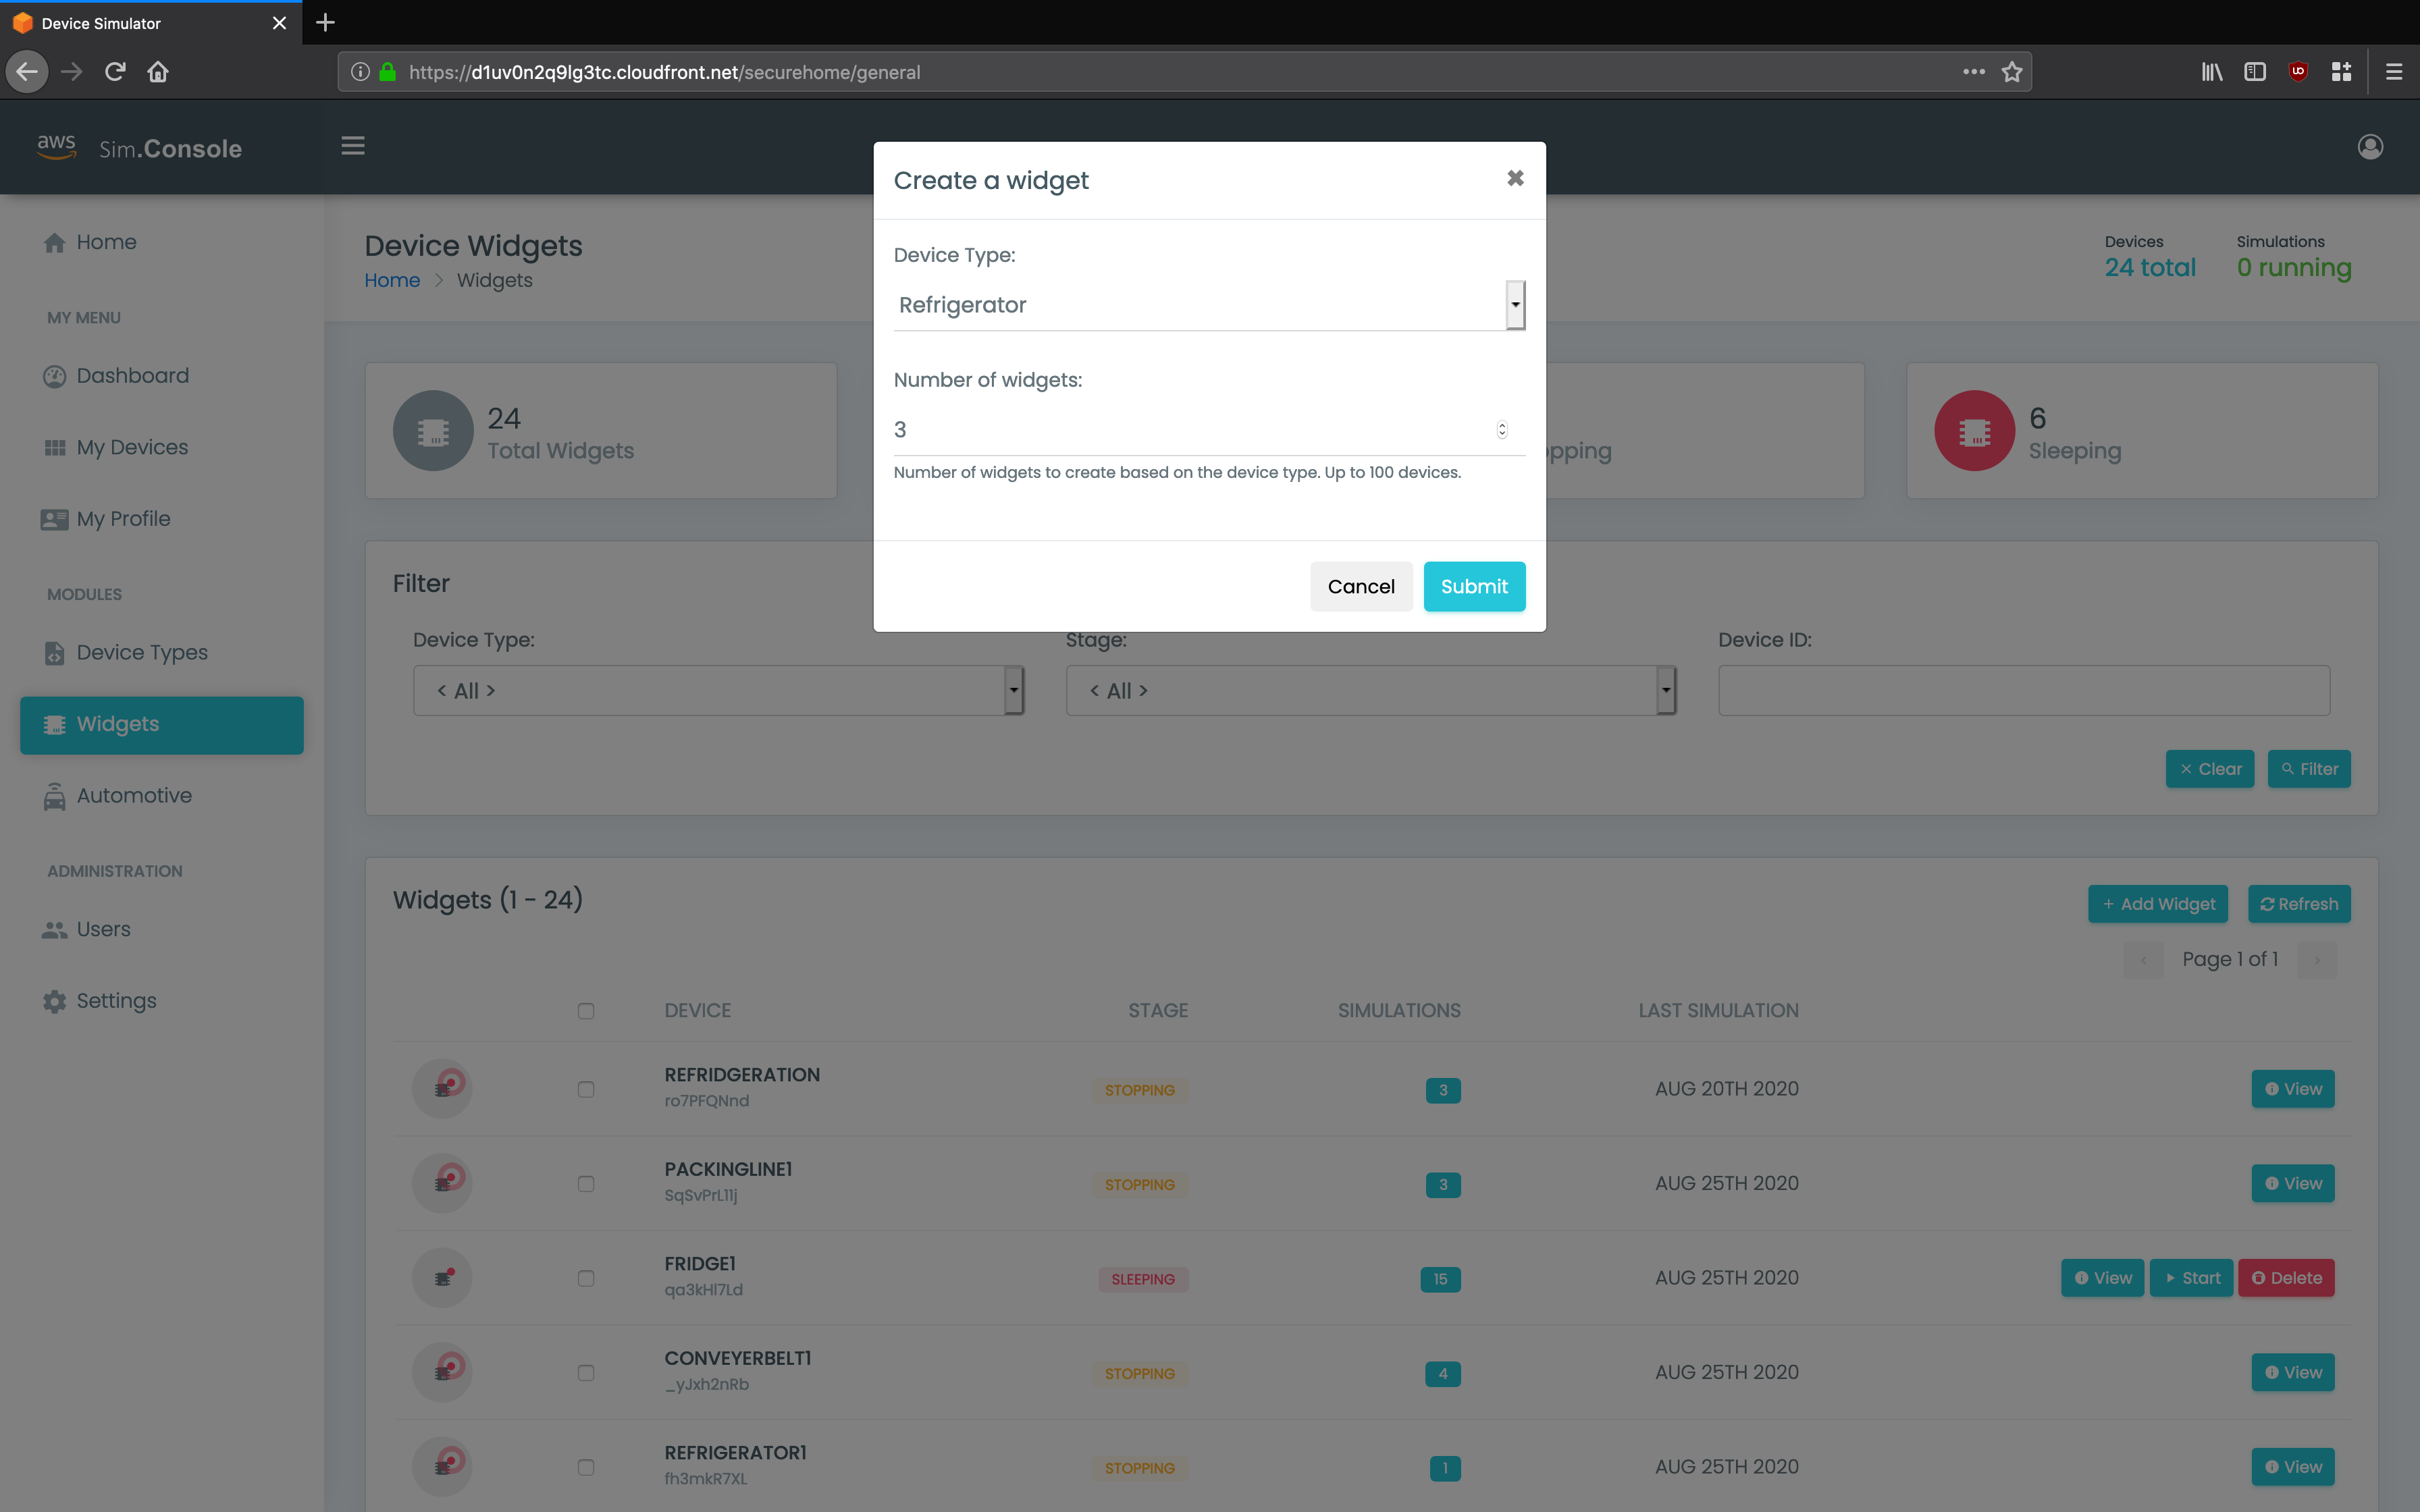 Device Simulator
https://d1uv0n2q9lg3tc.cloudfront.net/securehome/general
aws Sim.Console
Create a widget
Device Type:
Refrigerator
Number of widgets:
3
Number of widgets to create based on the device type. Up to 100 devices.
Cancel
Submit
Home
MY MENU
Dashboard
My Devices
My Profile
MODULES
Device Types
Widgets
Automotive
ADMINISTRATION
Users
Settings
Device Widgets
Home > Widgets
Devices
24 total
Simulations
0 running
24
Total Widgets
pping
6
Sleeping
Filter
Device Type:
< All >
Stage:
< All >
Device ID:
× Clear
Filter
Widgets (1 - 24)
+ Add Widget
Refresh
‹ Page 1 of 1 ›
DEVICE STAGE SIMULATIONS LAST SIMULATION
REFRIDGERATION STOPPING 3 AUG 20TH 2020 View
ro7PFQNnd
PACKINGLINE1 STOPPING 3 AUG 25TH 2020 View
SqSvPrL11j
FRIDGE1 SLEEPING 15 AUG 25TH 2020 View Start Delete
qa3kHl7Ld
CONVEYERBELT1 STOPPING 4 AUG 25TH 2020 View
_yJxh2nRb
REFRIGERATOR1 STOPPING 1 AUG 25TH 2020 View
fh3mkR7XL